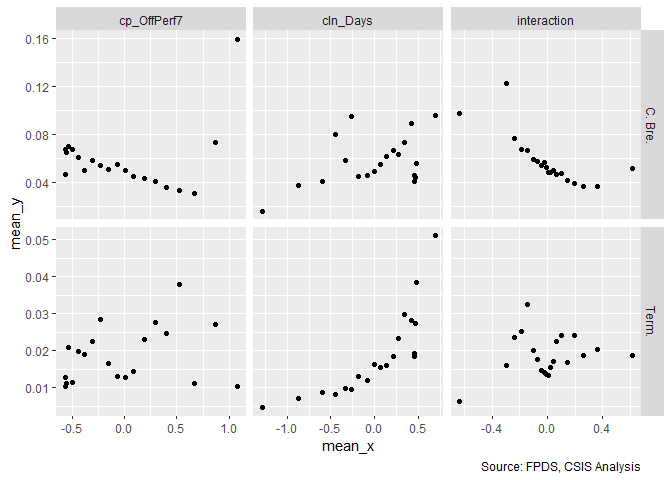 cp_OffPerf7 cln_Days interaction
0.16
0.12
0.08
0.04
C. Bre.
mean_y
0.05
0.04
0.03
0.02
0.01
Term.
-0.5 0.0 0.5 1.0 -1.0 -0.5 0.0 0.5 -0.4 0.0 0.4
mean_x
Source: FPDS, CSIS Analysis